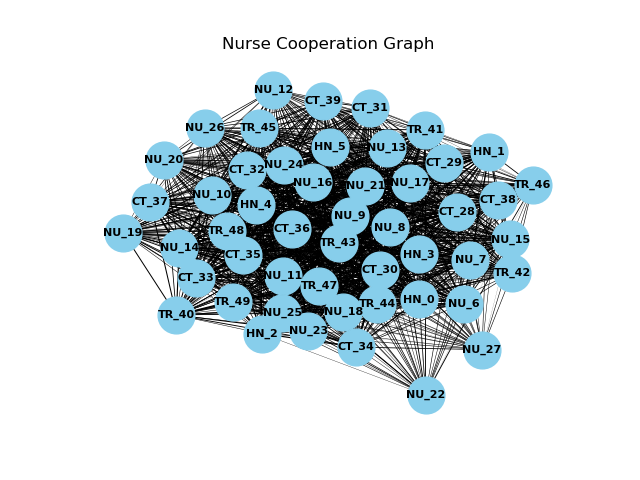 Nurse Cooperation Graph
NU_12
CT_39
CT_31
NU_26
TR_45
TR_41
HN_5
NU_13
HN_1
NU_20
CT_29
NU_24
CT_32
NU_16
NU_21
NU_17
TR_46
NU_10
CT_37
HN_4
CT_38
CT_28
NU_9
NU_19
TR_48
CT_36
NU_8
NU_15
TR_43
NU_14
CT_35
HN_3
NU_7
CT_30
TR_42
CT_33
NU_11
TR_47
TR_49
TR_44
HN_0
NU_6
TR_40
NU_25
NU_18
HN_2
NU_23
CT_34
NU_27
NU_22